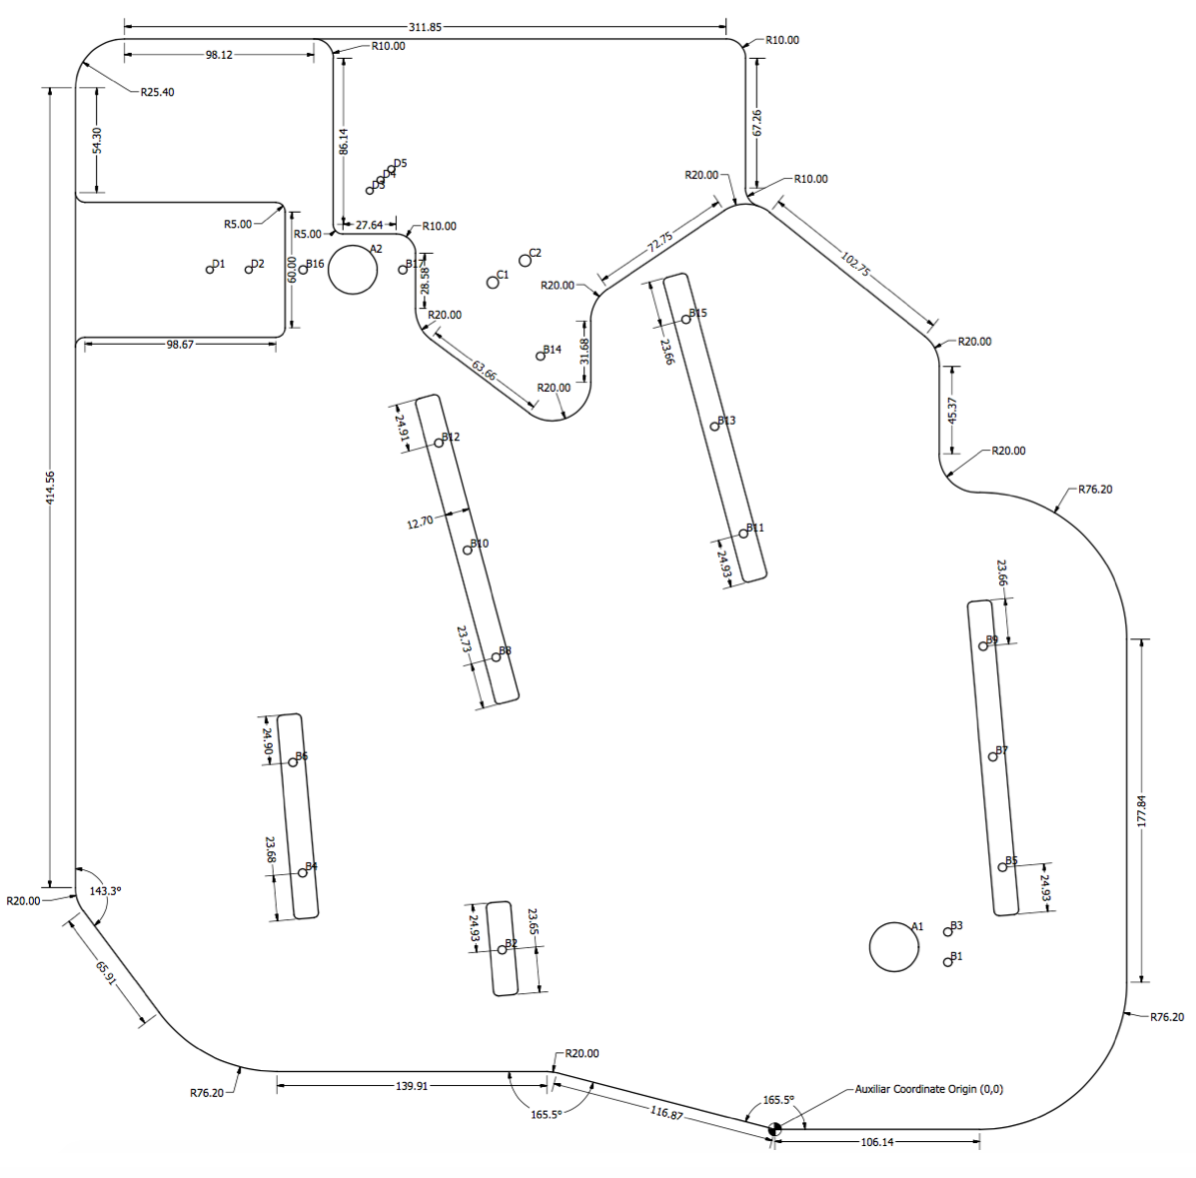 311.85
R10.00
R10.00
98.12
R25.40
54.30
86.14
67.26
D5
D4
D3
R20.00
R10.00
R5.00
R5.00
27.64
R10.00
72.75
102.75
D1
D2
B16
60.00
A2
B17
28.58
C1
C2
R20.00
B15
R20.00
23.66
98.67
63.66
B14
31.68
R20.00
R20.00
45.37
24.91
B12
B13
R20.00
414.56
R76.20
12.70
B10
B11
24.93
23.66
23.73
B8
B9
24.90
B6
B7
177.84
23.68
B4
B5
24.93
143.3°
R20.00
24.93
B2
23.65
A1
B3
B1
65.91
R76.20
R20.00
R76.20
139.91
165.5°
116.87
165.5°
Auxiliar Coordinate Origin (0,0)
106.14